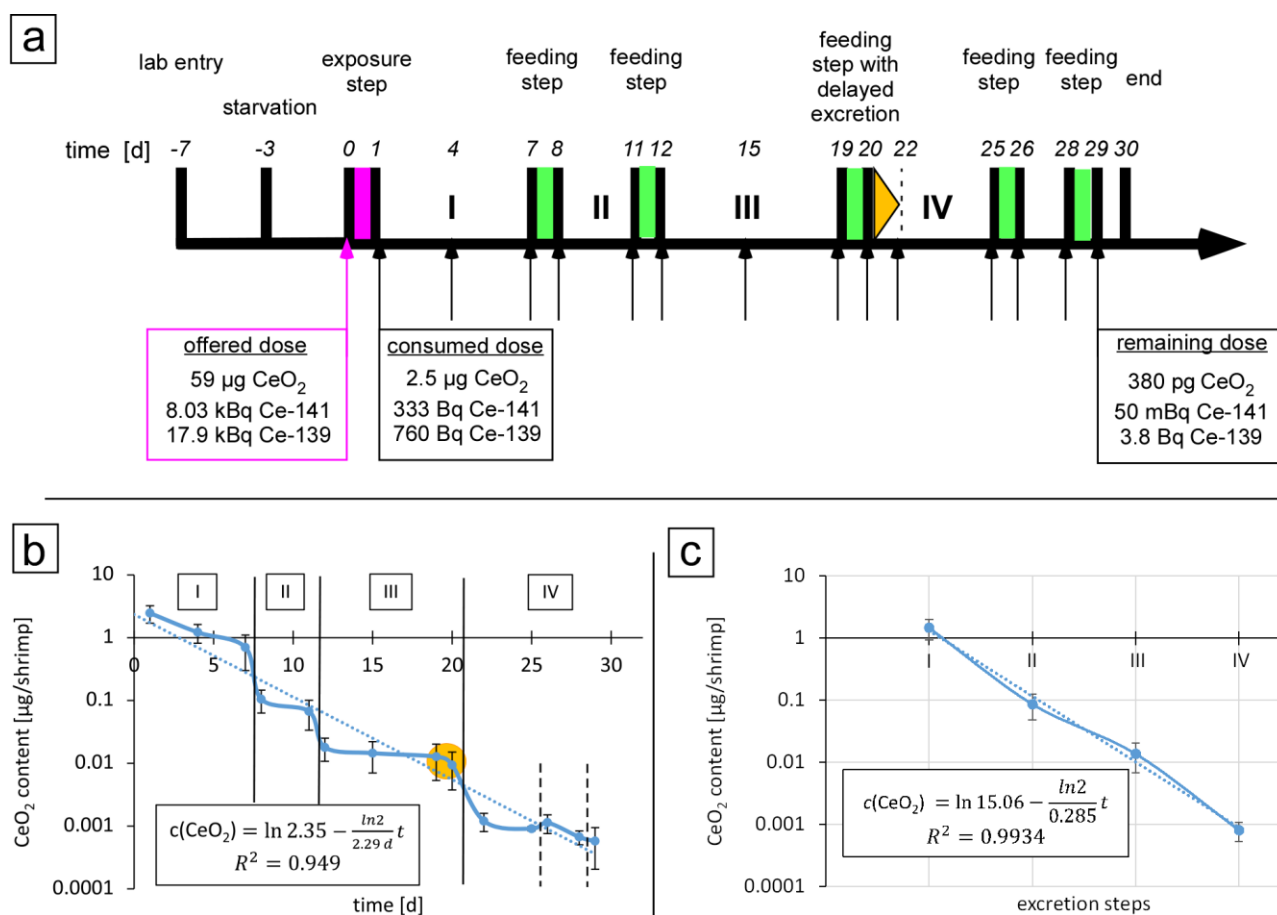 a
lab entry
starvation
exposure
step
feeding
step
feeding
step
feeding
step with
delayed
excretion
feeding
step
feeding
step
end
time [d] -7 -3 0 1 4 7 8 11 12 15 19 20 22 25 26 28 29 30
I II III IV
offered dose
59 µg CeO₂
8.03 kBq Ce-141
17.9 kBq Ce-139
consumed dose
2.5 µg CeO₂
333 Bq Ce-141
760 Bq Ce-139
remaining dose
380 pg CeO₂
50 mBq Ce-141
3.8 Bq Ce-139
b
CeO₂ content [µg/shrimp]
10
1
0.1
0.01
0.001
0.0001
I II III IV
0 5 10 15 20 25 30
c(CeO₂) = ln 2.35 − ln2/2.29 d t
R² = 0.949
time [d]
c
CeO₂ content [µg/shrimp]
10
1
0.1
0.01
0.001
0.0001
I II III IV
c(CeO₂) = ln 15.06 − ln2/0.285 t
R² = 0.9934
excretion steps